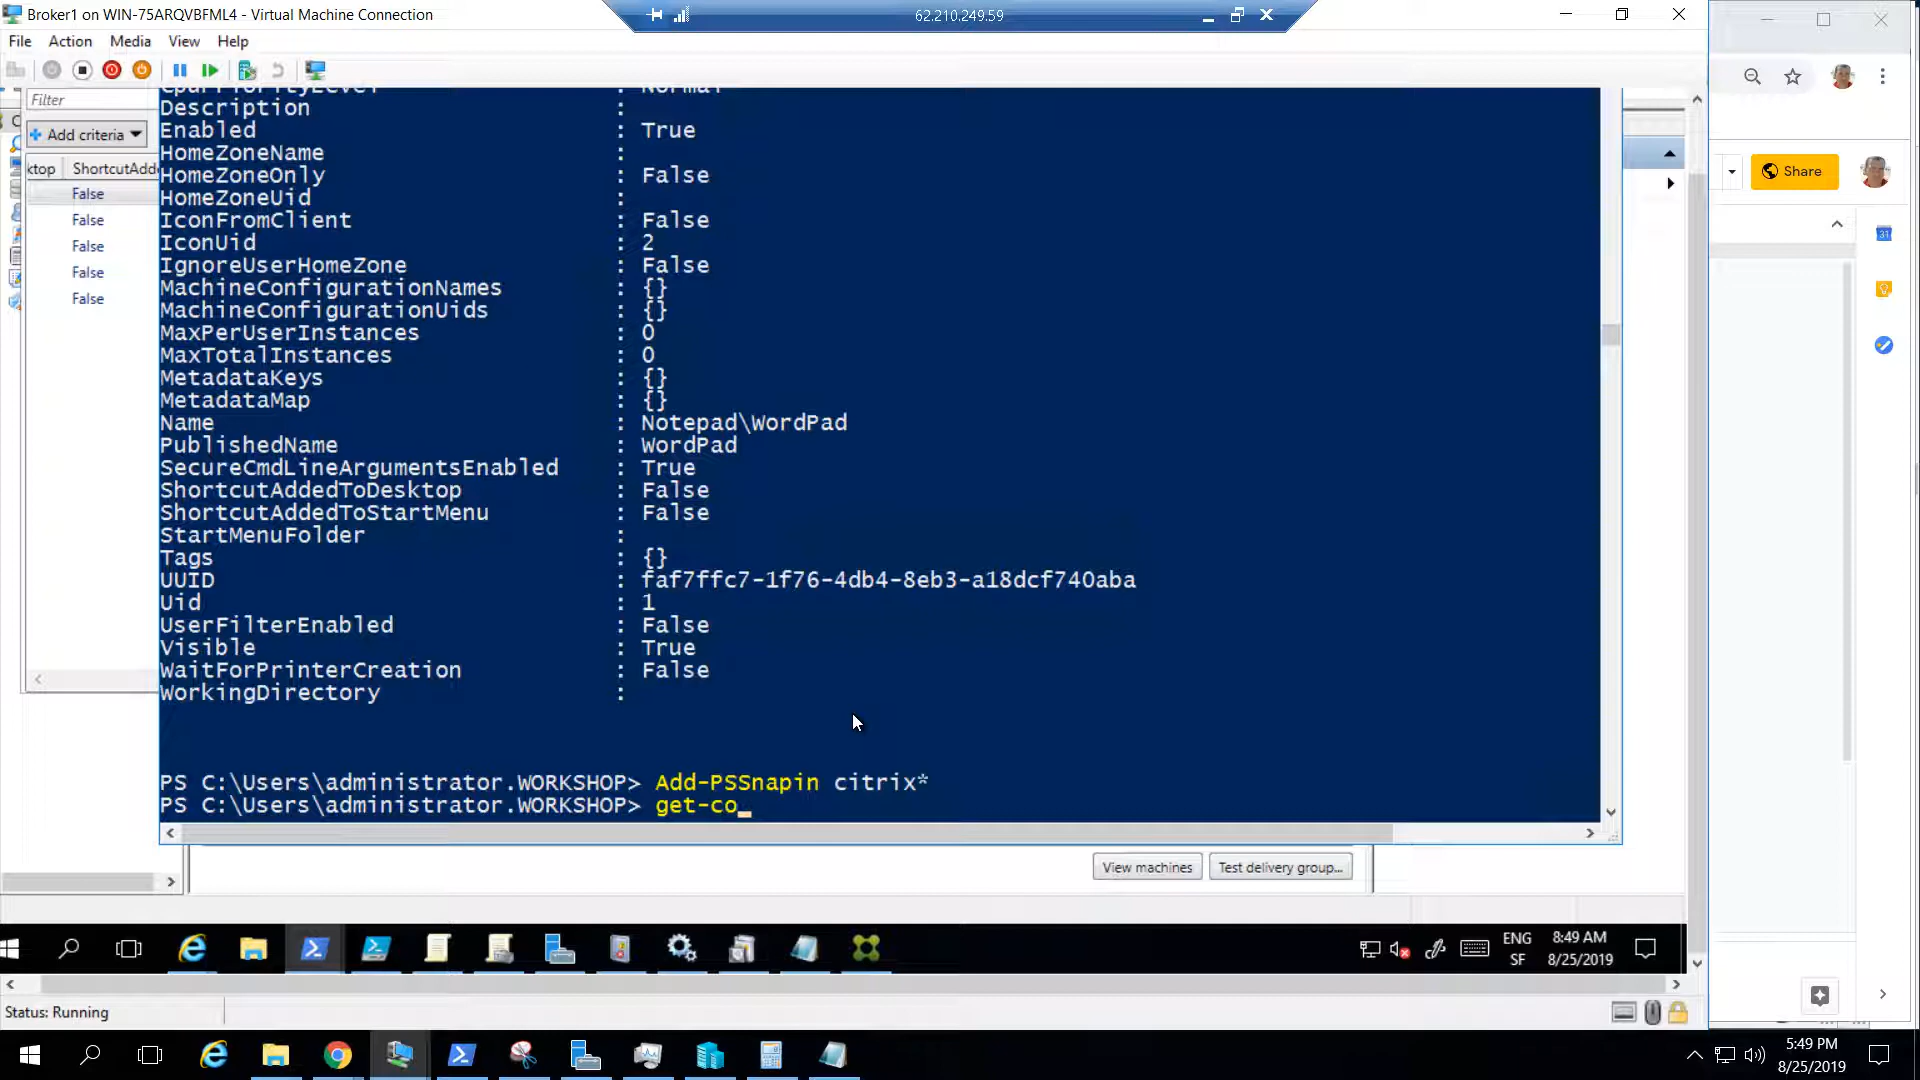 Broker1 on WIN-75ARQVBFML4 - Virtual Machine Connection
62.210.249.59
File Action Media View Help
Filter
Add criteria
ktop ShortcutAdde
False
False
False
False
False
CpuPriorityLevel : Normal
Description :
Enabled : True
HomeZoneName :
HomeZoneOnly : False
HomeZoneUid :
IconFromClient : False
IconUid : 2
IgnoreUserHomeZone : False
MachineConfigurationNames : {}
MachineConfigurationUids : {}
MaxPerUserInstances : 0
MaxTotalInstances : 0
MetadataKeys : {}
MetadataMap : {}
Name : Notepad\WordPad
PublishedName : WordPad
SecureCmdLineArgumentsEnabled : True
ShortcutAddedToDesktop : False
ShortcutAddedToStartMenu : False
StartMenuFolder :
Tags : {}
UUID : faf7ffc7-1f76-4db4-8eb3-a18dcf740aba
Uid : 1
UserFilterEnabled : False
Visible : True
WaitForPrinterCreation : False
WorkingDirectory :
PS C:\Users\administrator.WORKSHOP> Add-PSSnapin citrix*
PS C:\Users\administrator.WORKSHOP> get-co_
Share
31
View machines Test delivery group...
ENG
SF
8:49 AM
8/25/2019
Status: Running
5:49 PM
8/25/2019